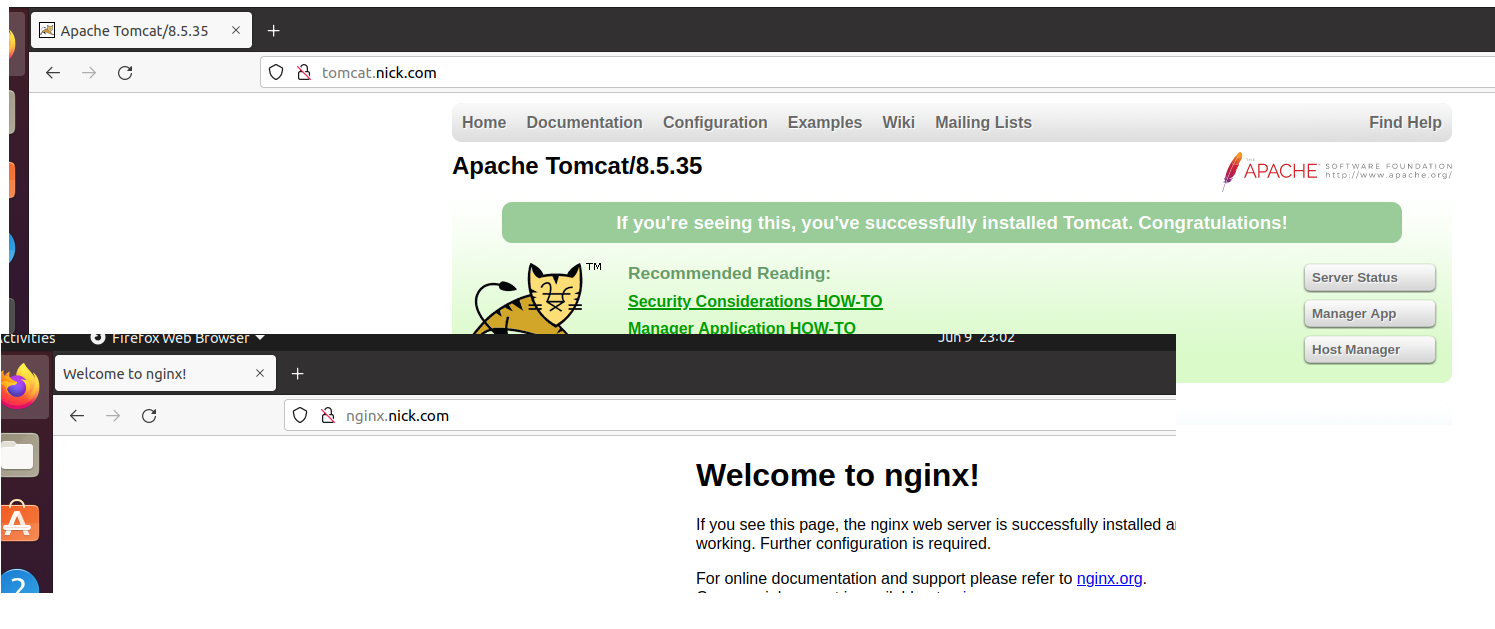 Apache Tomcat/8.5.35
tomcat.nick.com
Home Documentation Configuration Examples Wiki Mailing Lists Find Help
Apache Tomcat/8.5.35
THE APACHE SOFTWARE FOUNDATION
http://www.apache.org/
If you're seeing this, you've successfully installed Tomcat. Congratulations!
TM
Recommended Reading:
Security Considerations HOW-TO
Manager Application HOW-TO
Server Status
Manager App
Host Manager
ctivities Firefox Web Browser Jun 9 23:02
Welcome to nginx!
nginx.nick.com
Welcome to nginx!
If you see this page, the nginx web server is successfully installed
working. Further configuration is required.
For online documentation and support please refer to nginx.org.